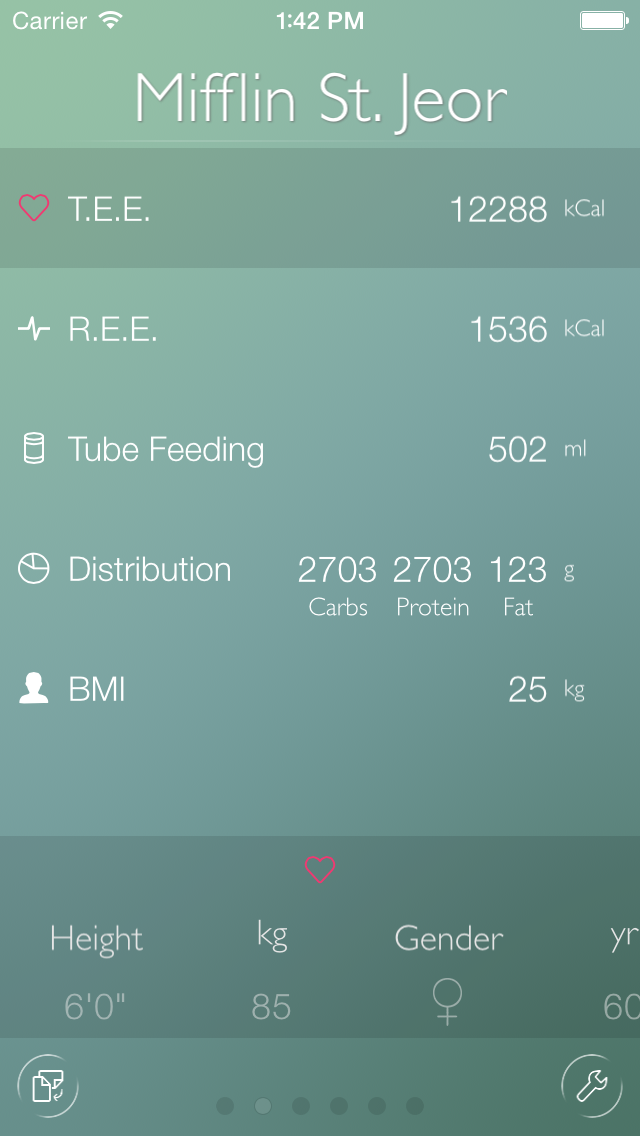 Carrier 1:42 PM
Mifflin St. Jeor
T.E.E. 12288 kCal
R.E.E. 1536 kCal
Tube Feeding 502 ml
Distribution 2703 2703 123 g
Carbs Protein Fat
BMI 25 kg
Height kg Gender yr
6'0" 85 60